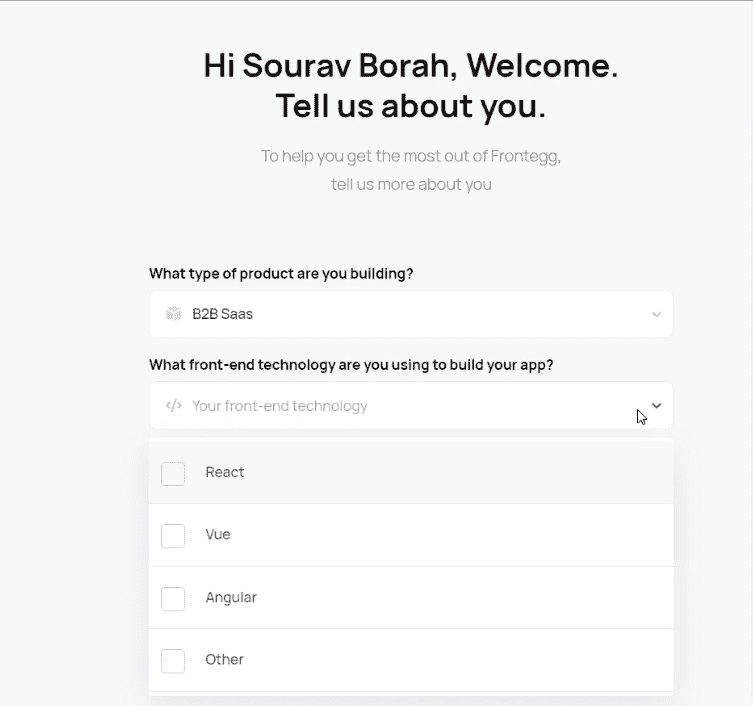 Hi Sourav Borah, Welcome.
Tell us about you.
To help you get the most out of Frontegg,
tell us more about you
What type of product are you building?
B2B Saas
What front-end technology are you using to build your app?
</> Your front-end technology
React
Vue
Angular
Other